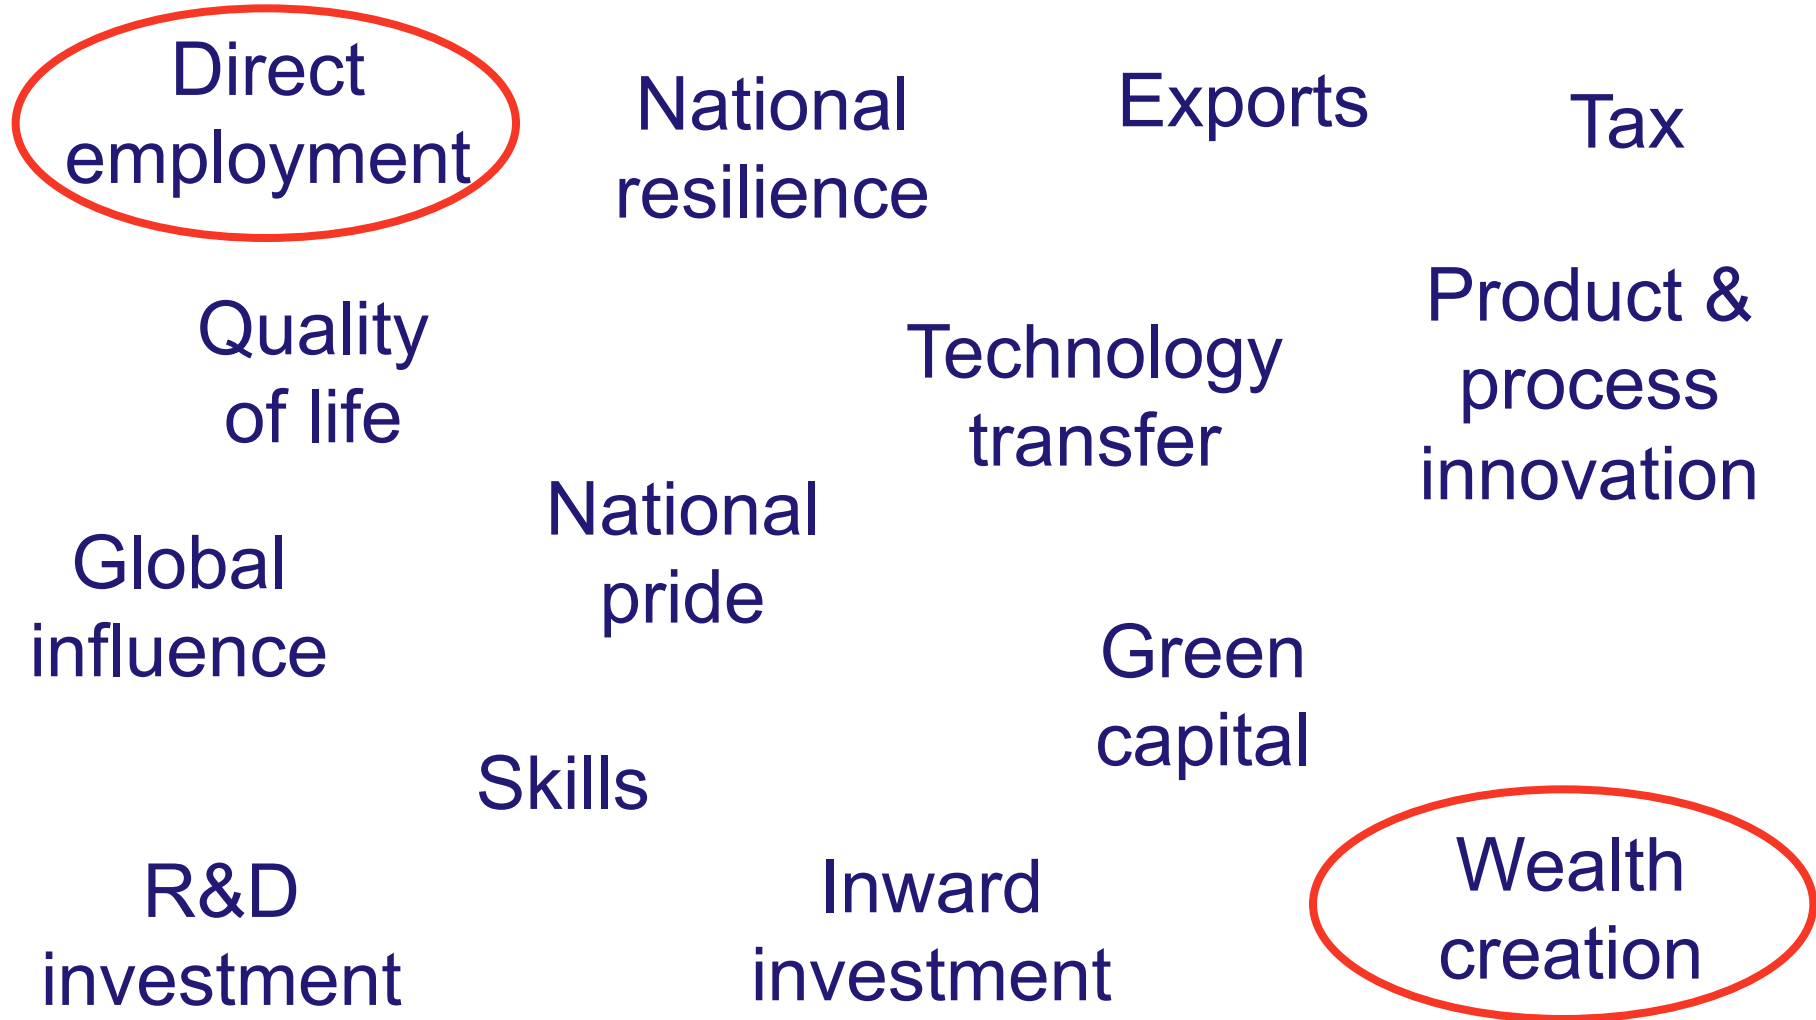 Direct
employment
National
resilience
Exports
Tax
Quality
of life
Technology
transfer
Product &
process
innovation
National
pride
Global
influence
Green
capital
Skills
R&D
investment
Inward
investment
Wealth
creation